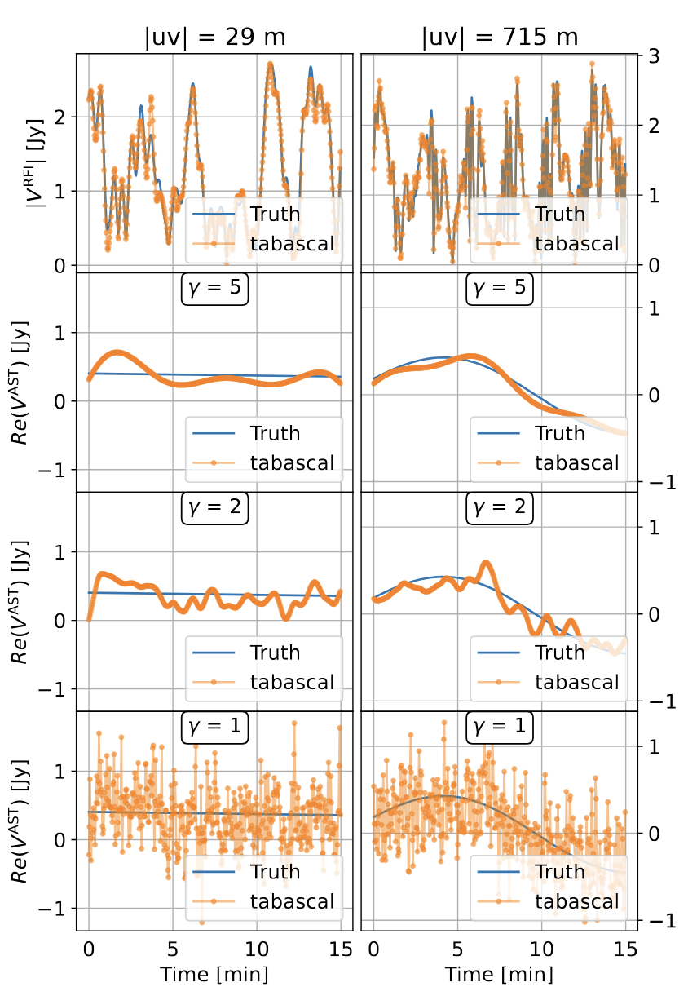 |uv| = 29 m |uv| = 715 m
|V^RFI| [Jy]
2
1
0
3
2
1
0
Truth
tabascal
Truth
tabascal
γ = 5 γ = 5
Re(V^AST) [Jy]
1
0
−1
1
0
−1
Truth
tabascal
Truth
tabascal
γ = 2 γ = 2
Re(V^AST) [Jy]
1
0
−1
1
0
−1
Truth
tabascal
Truth
tabascal
γ = 1 γ = 1
Re(V^AST) [Jy]
1
0
−1
1
0
−1
Truth
tabascal
Truth
tabascal
0 5 10 15 0 5 10 15
Time [min] Time [min]